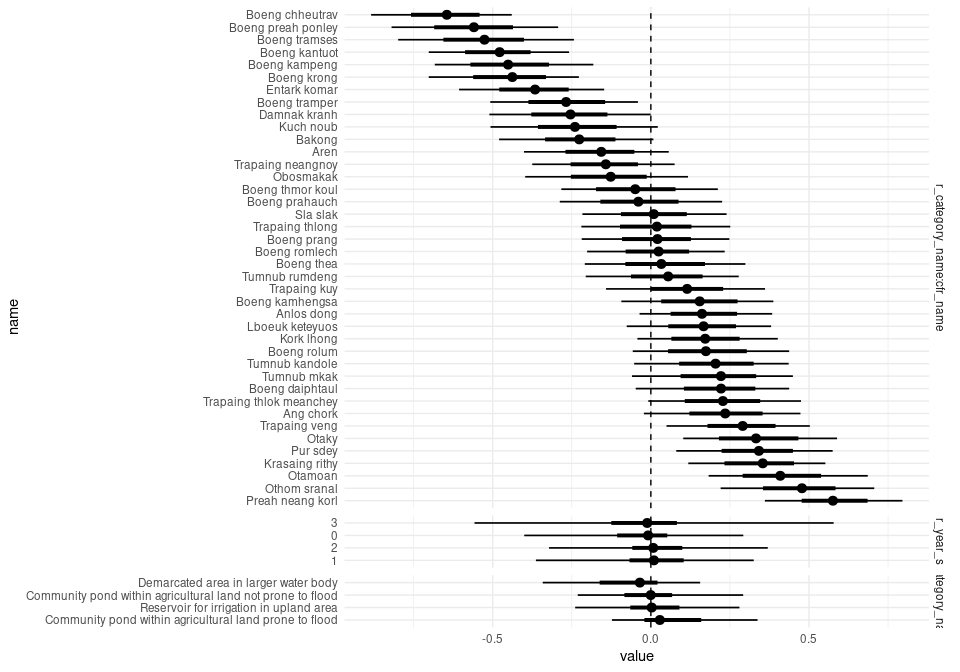 Boeng chheutrav
Boeng preah ponley
Boeng tramses
Boeng kantuot
Boeng kampeng
Boeng krong
Entark komar
Boeng tramper
Damnak kranh
Kuch noub
Bakong
Aren
Trapaing neangnoy
Obosmakak
Boeng thmor koul
Boeng prahauch
Sla slak
Trapaing thlong
Boeng prang
Boeng romlech
Boeng thea
Tumnub rumdeng
Trapaing kuy
Boeng kamhengsa
Anlos dong
Lboeuk keteyuos
Kork lhong
Boeng rolum
Tumnub kandole
Tumnub mkak
Boeng daiphtaul
Trapaing thlok meanchey
Ang chork
Trapaing veng
Otaky
Pur sdey
Krasaing rithy
Otamoan
Othom sranal
Preah neang korl
r_category_name:cfr_name
3
0
2
1
r_year_s
Demarcated area in larger water body
Community pond within agricultural land not prone to flood
Reservoir for irrigation in upland area
Community pond within agricultural land prone to flood
-0.5
0.0
0.5
value
name